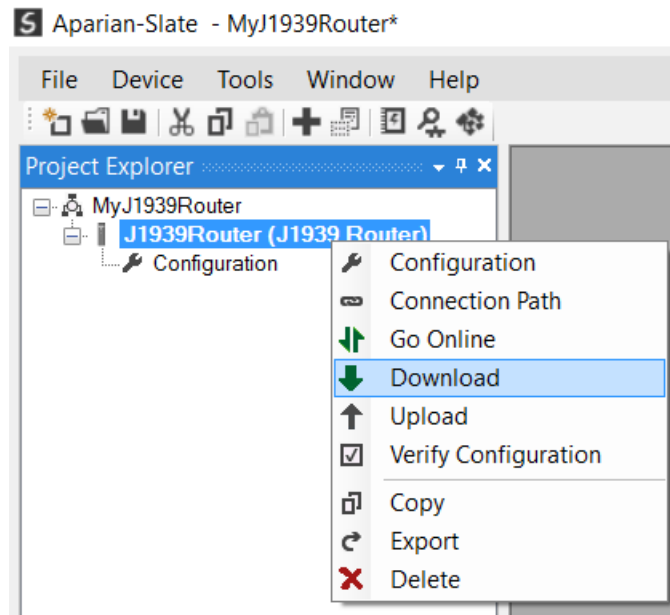 S Aparian-Slate - MyJ1939Router*
File Device Tools Window Help
Project Explorer
MyJ1939Router
J1939Router (J1939 Router)
Configuration
Configuration
Connection Path
Go Online
Download
Upload
Verify Configuration
Copy
Export
Delete